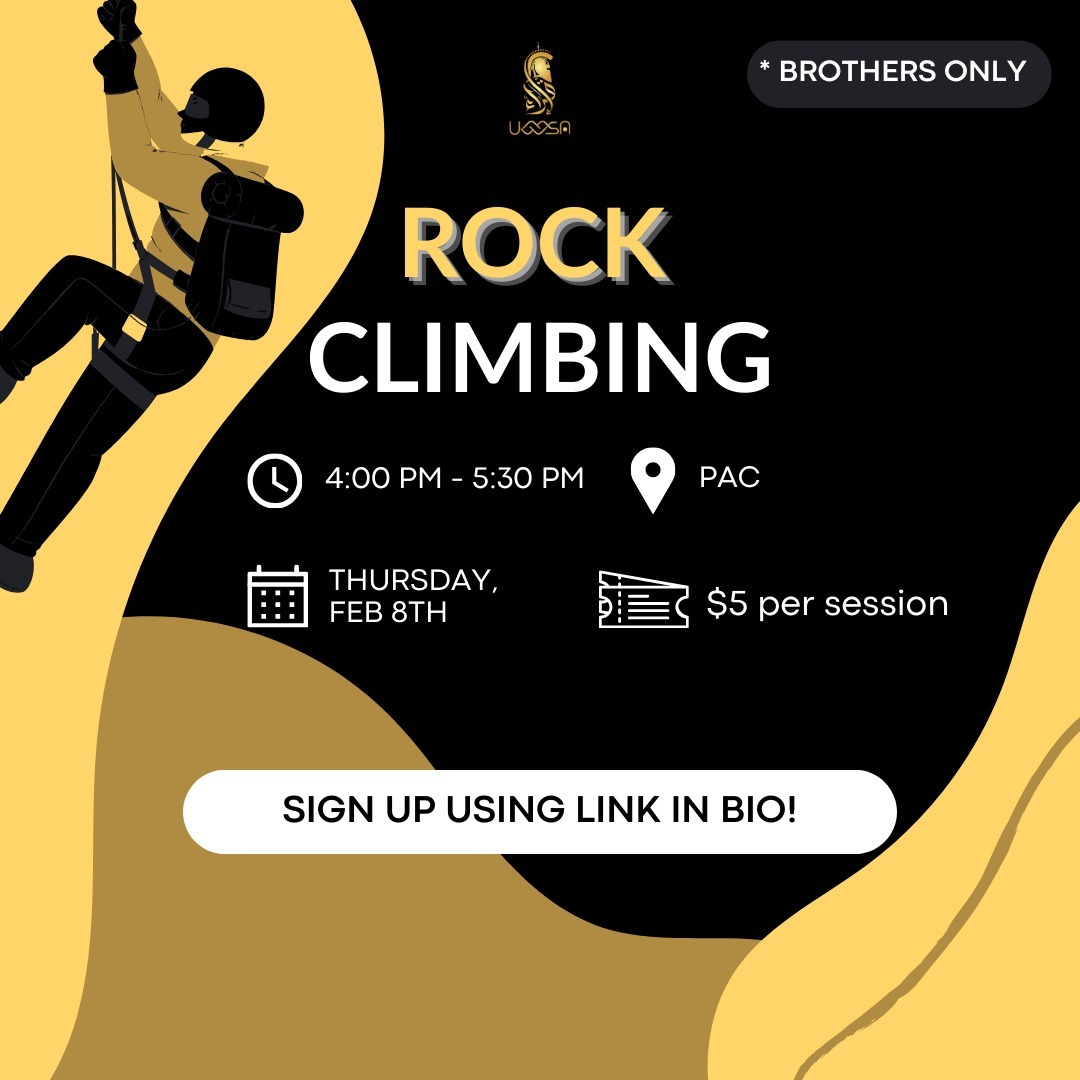 * BROTHERS ONLY
ROCK
CLIMBING
4:00 PM - 5:30 PM
PAC
THURSDAY,
FEB 8TH
$5 per session
SIGN UP USING LINK IN BIO!